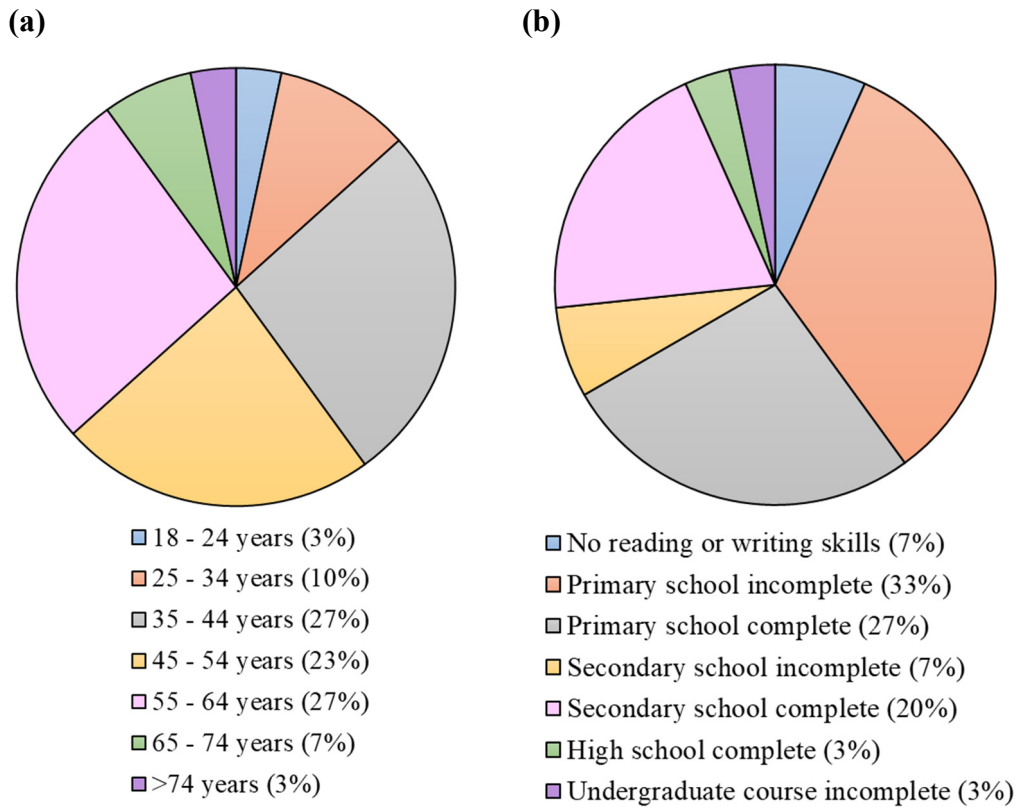 (a)
18 - 24 years (3%)
25 - 34 years (10%)
35 - 44 years (27%)
45 - 54 years (23%)
55 - 64 years (27%)
65 - 74 years (7%)
>74 years (3%)
(b)
No reading or writing skills (7%)
Primary school incomplete (33%)
Primary school complete (27%)
Secondary school incomplete (7%)
Secondary school complete (20%)
High school complete (3%)
Undergraduate course incomplete (3%)